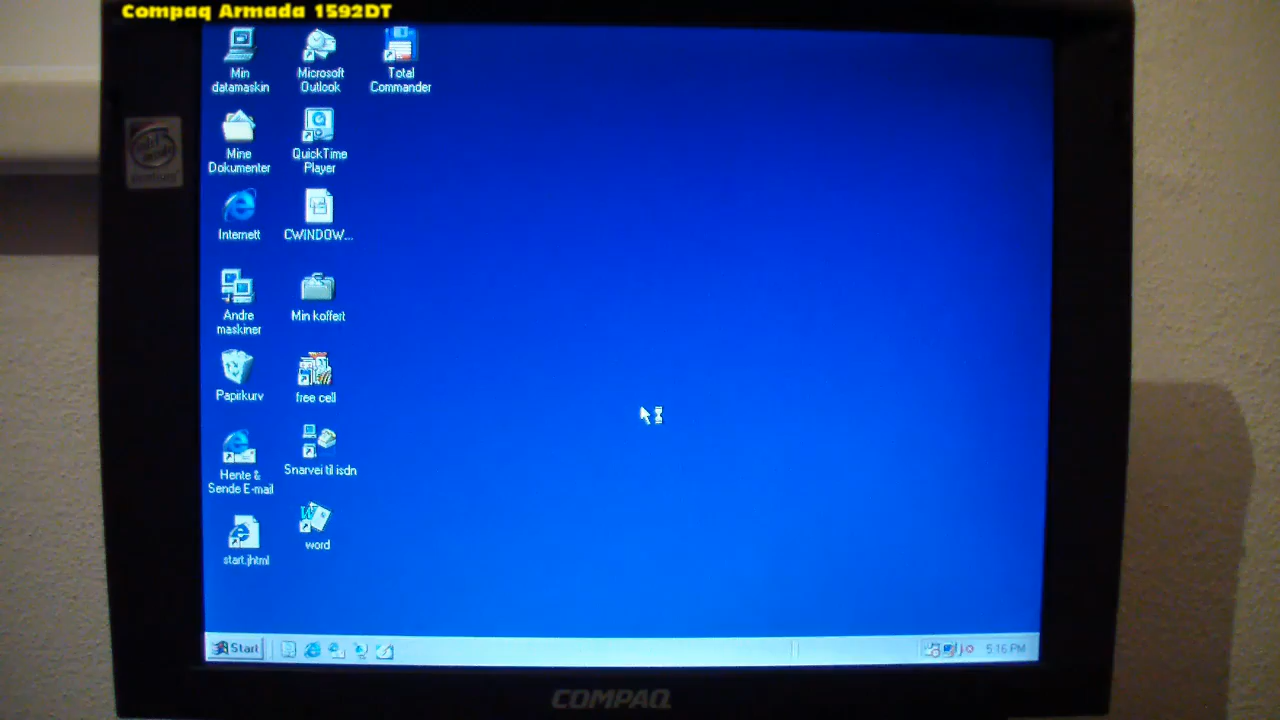 Compaq Armada 1592DT
Min
datamaskin
Microsoft
Outlook
Total
Commander
Mine
Dokumenter
QuickTime
Player
Internett
CWINDOW...
Andre
maskiner
Min koffert
Papirkurv
free cell
Hente &
Sende E-mail
Snarvei til isdn
start.jhtml
word
Start
5:16 PM
COMPAQ